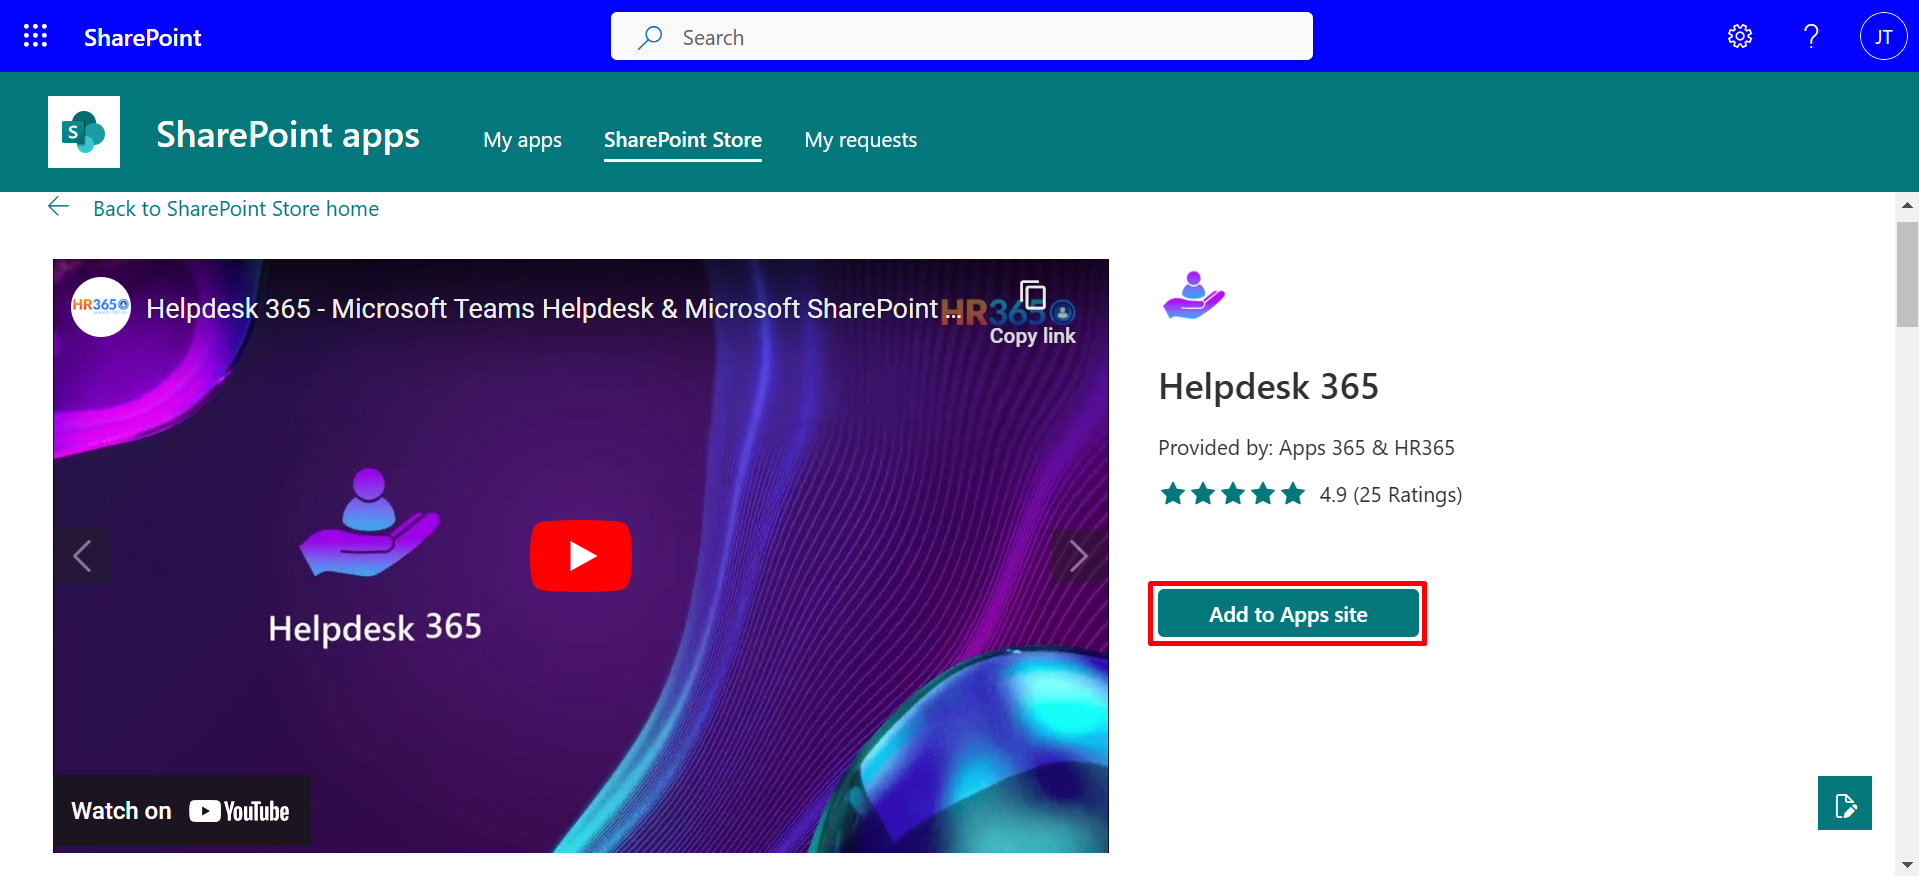 SharePoint
Search
?
JT
S
SharePoint apps
My apps
SharePoint Store
My requests
Back to SharePoint Store home
HR365
Helpdesk 365 - Microsoft Teams Helpdesk & Microsoft SharePoint ...
HR365
Copy link
Helpdesk 365
Watch on YouTube
Helpdesk 365
Provided by: Apps 365 & HR365
4.9 (25 Ratings)
Add to Apps site